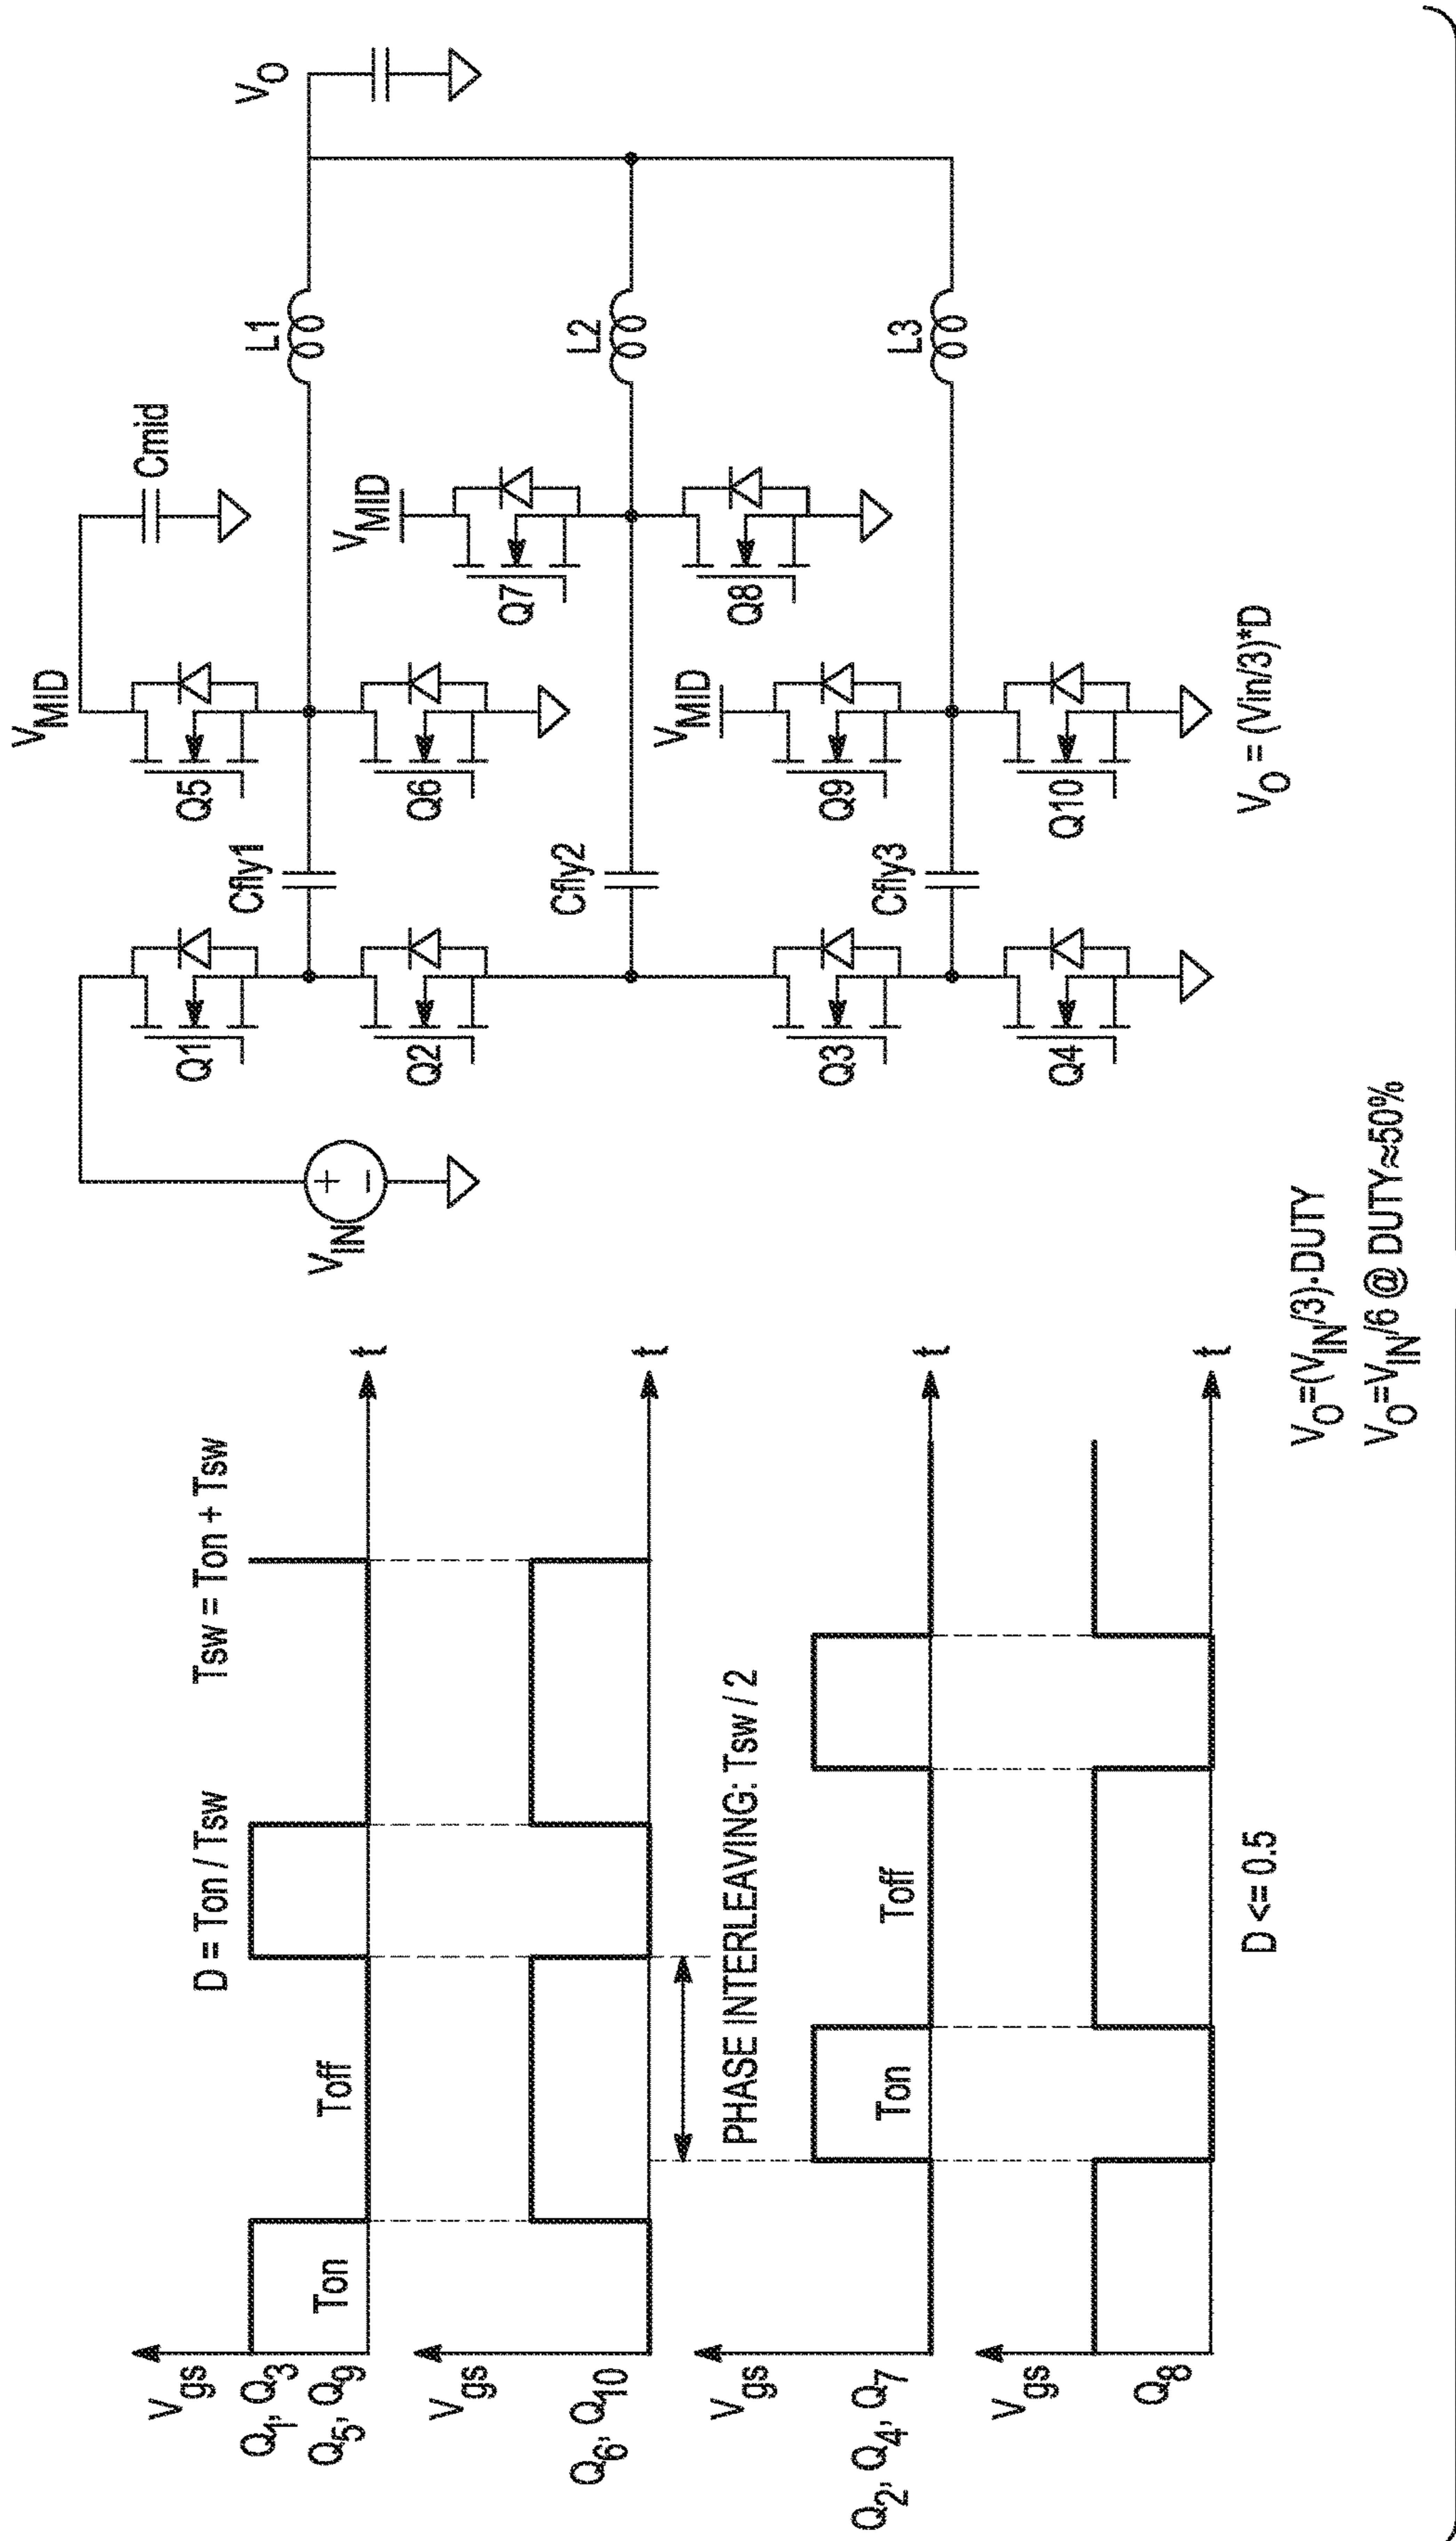 Vgs
Q1, Q3
Q5, Q9
Ton
Toff
D = Ton / Tsw
Tsw = Ton + Tsw
t
Vgs
Q6, Q10
t
PHASE INTERLEAVING: Tsw / 2
Vgs
Q2, Q4, Q7
Ton
Toff
t
Vgs
Q8
t
D <= 0.5
VO=(VIN/3)·DUTY
VO=VIN/6 @ DUTY≈50%
VIN
+
−
Q1
Q2
Q3
Q4
Cfly1
Cfly2
Cfly3
VMID
Q5
Q6
Cmid
VMID
Q7
Q8
VMID
Q9
Q10
L1
L2
L3
VO
VO = (Vin/3)*D